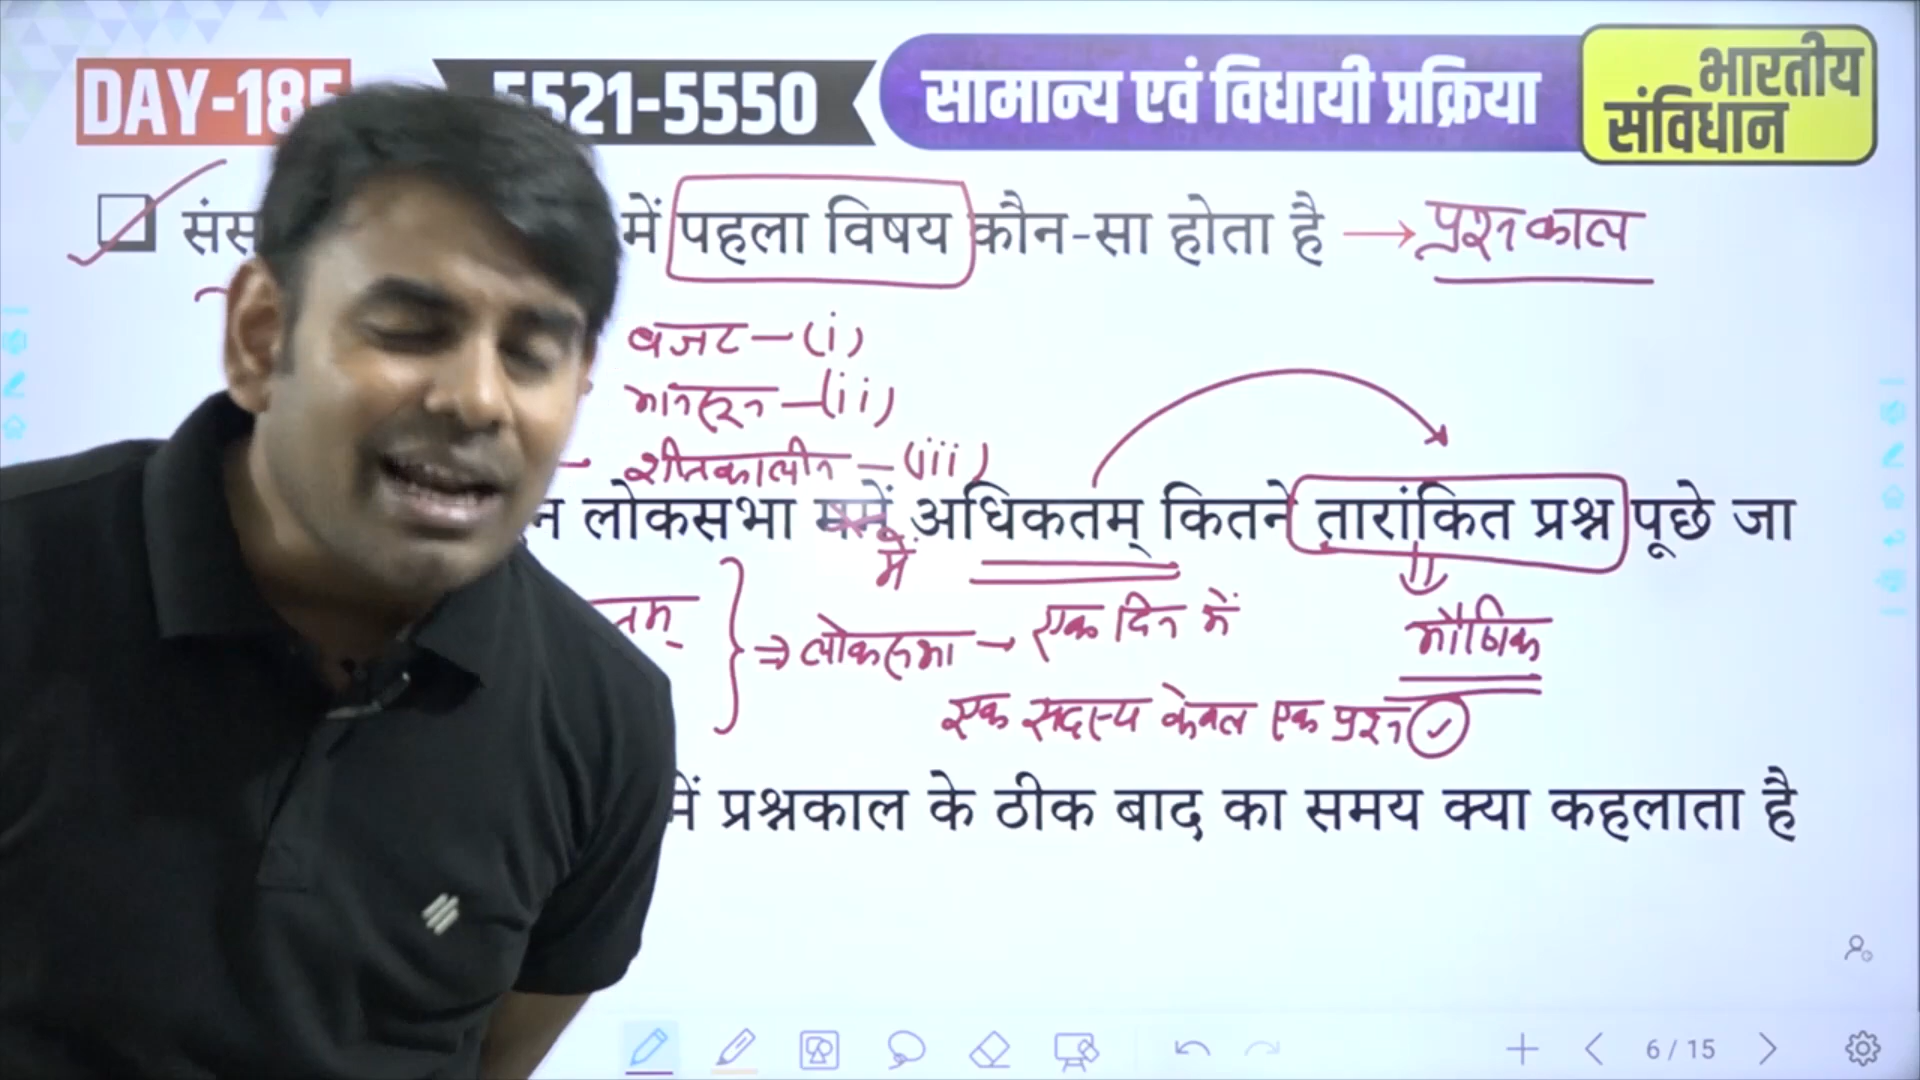 DAY-185
5521-5550
सामान्य एवं विधायी प्रक्रिया
भारतीय
संविधान
संस में पहला विषय कौन-सा होता है → प्रश्नकाल
बजट - (i)
मानसून - (ii)
शीतकालीन - (iii)
न लोकसभा में अधिकतम् कितने तारांकित प्रश्न पूछे जा
में
तम् ⇒ लोकसभा → एक दिन में
मौखिक
एक सदस्य केवल एक प्रश्न
में प्रश्नकाल के ठीक बाद का समय क्या कहलाता है
6 / 15